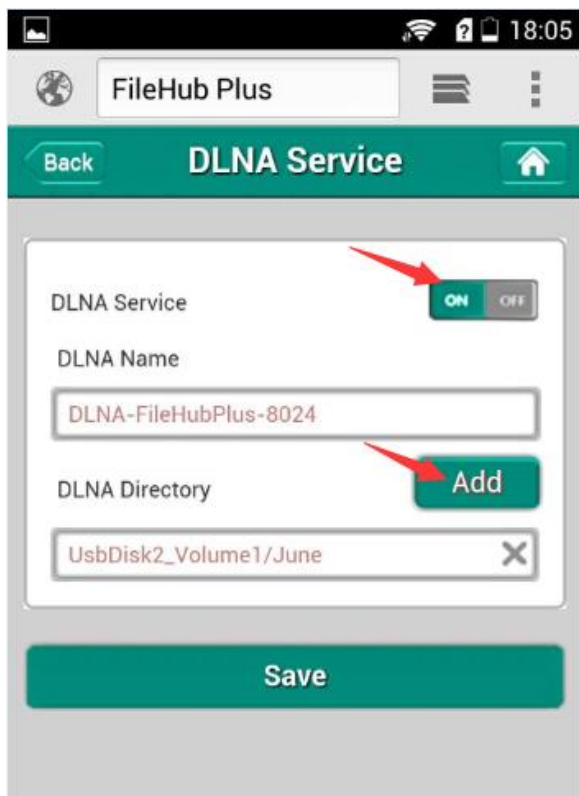 18:05
FileHub Plus
Back DLNA Service
DLNA Service ON OFF
DLNA Name
DLNA-FileHubPlus-8024
DLNA Directory Add
UsbDisk2_Volume1/June
Save